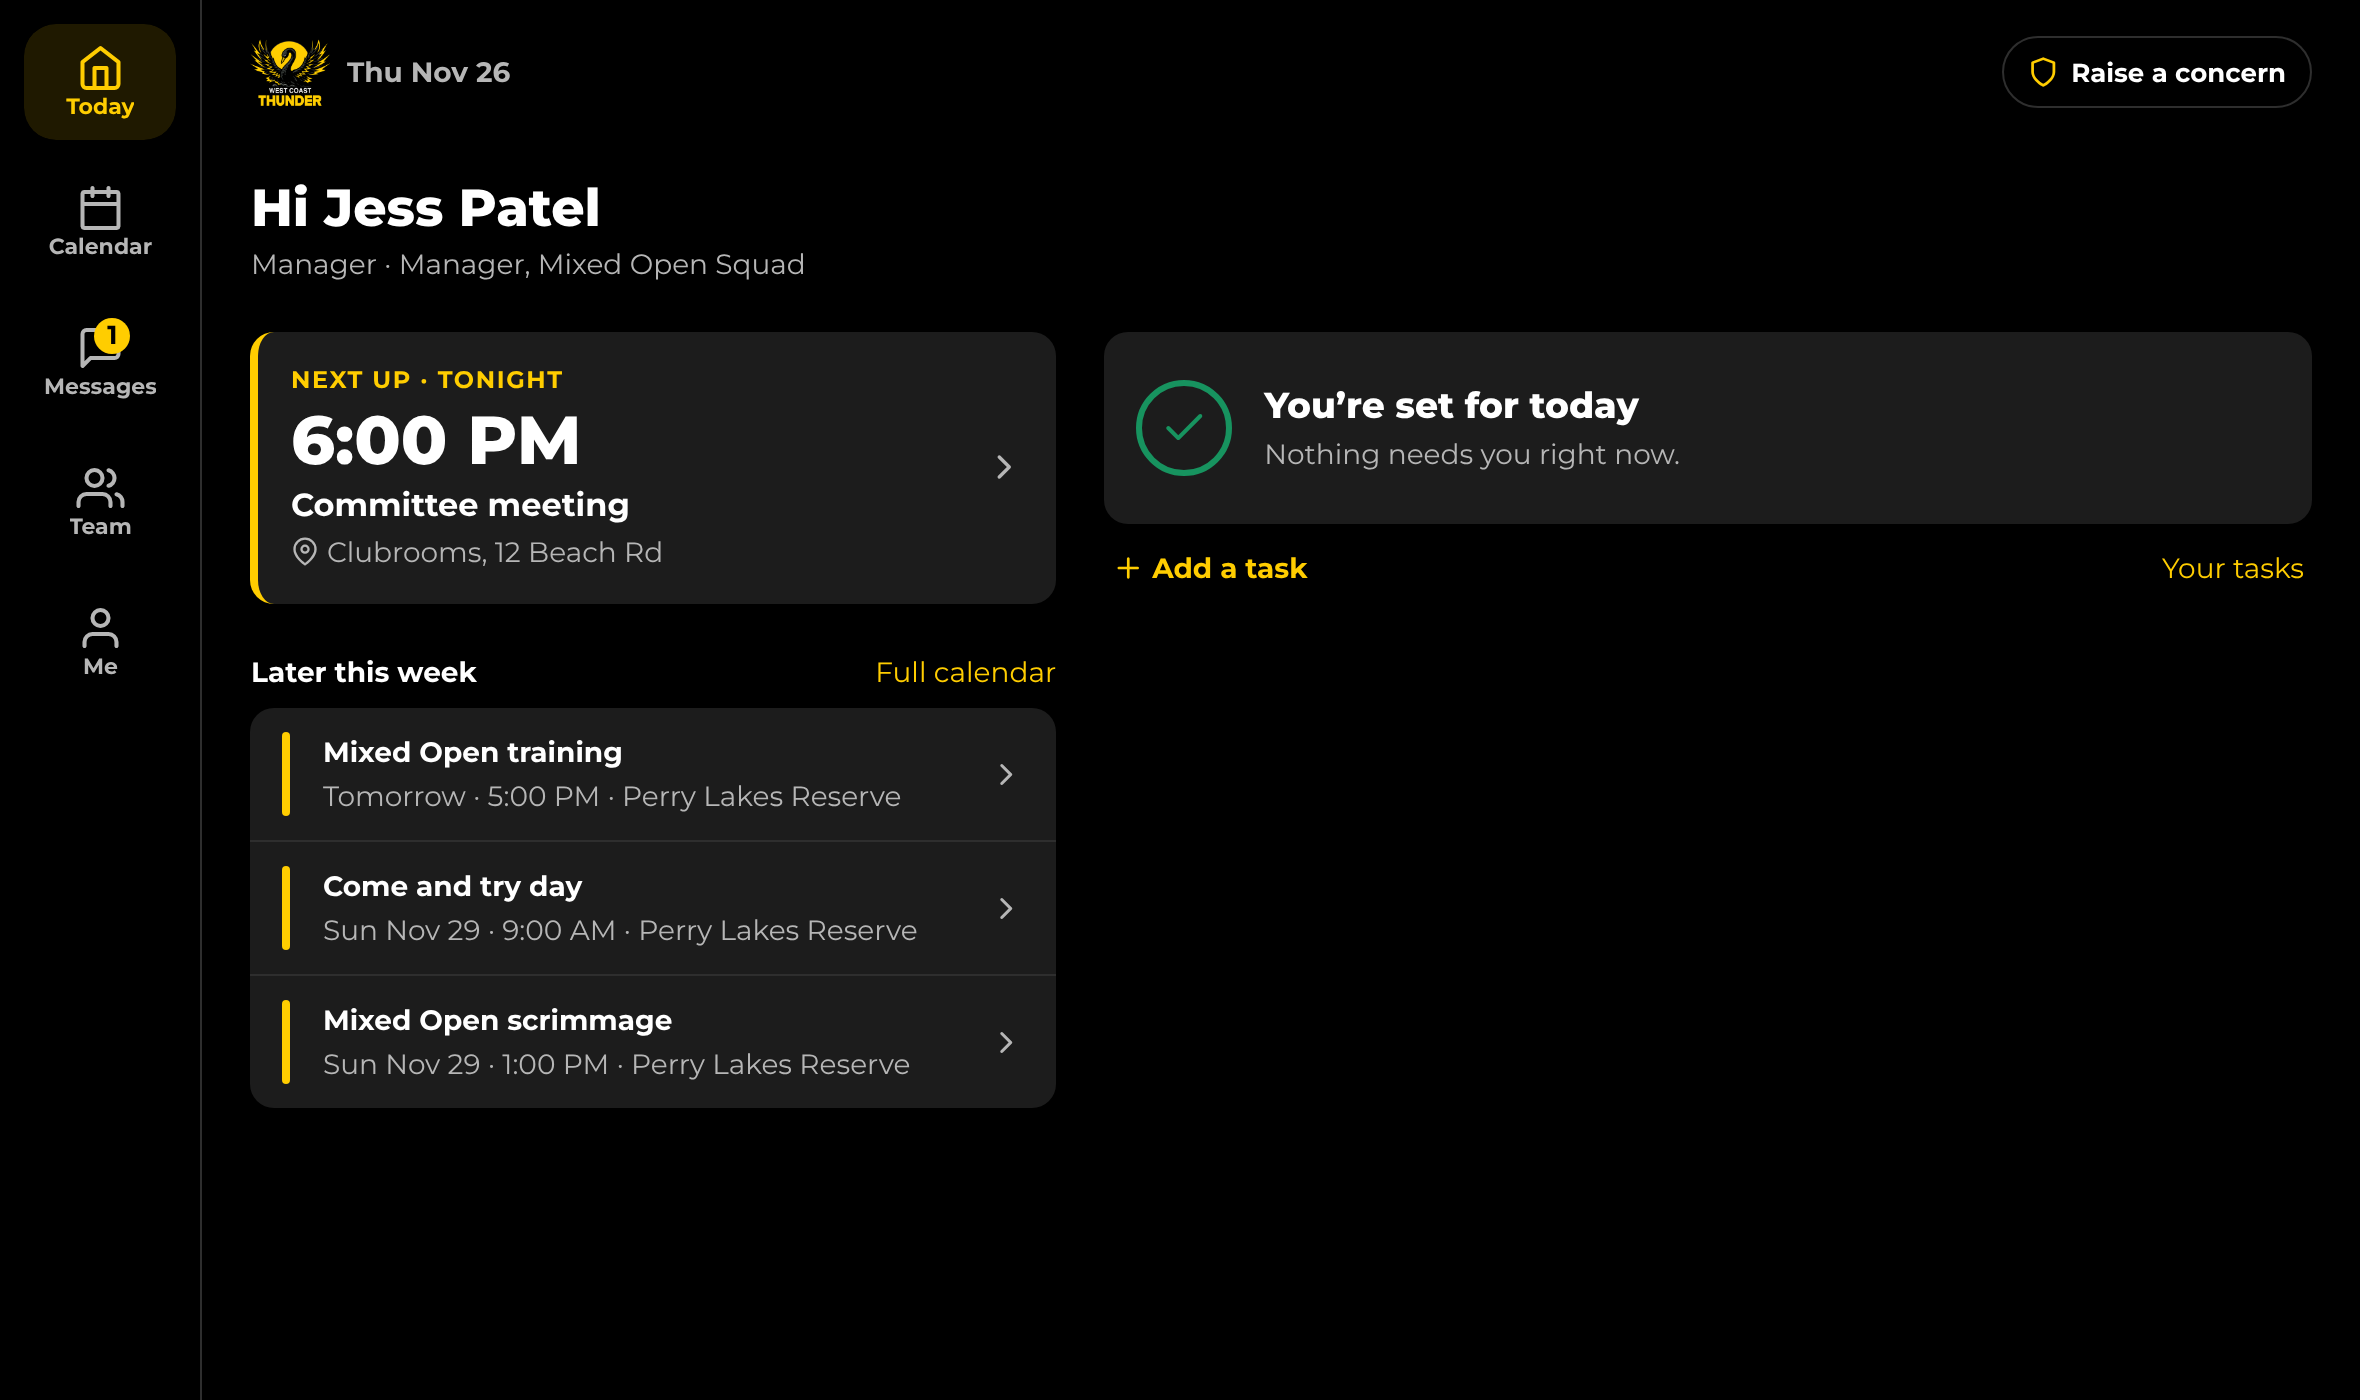 Today
Calendar
1
Messages
Team
Me
WEST COAST
THUNDER
Thu Nov 26
Raise a concern
Hi Jess Patel
Manager · Manager, Mixed Open Squad
NEXT UP · TONIGHT
6:00 PM
Committee meeting
Clubrooms, 12 Beach Rd
You’re set for today
Nothing needs you right now.
+ Add a task
Your tasks
Later this week
Full calendar
Mixed Open training
Tomorrow · 5:00 PM · Perry Lakes Reserve
Come and try day
Sun Nov 29 · 9:00 AM · Perry Lakes Reserve
Mixed Open scrimmage
Sun Nov 29 · 1:00 PM · Perry Lakes Reserve